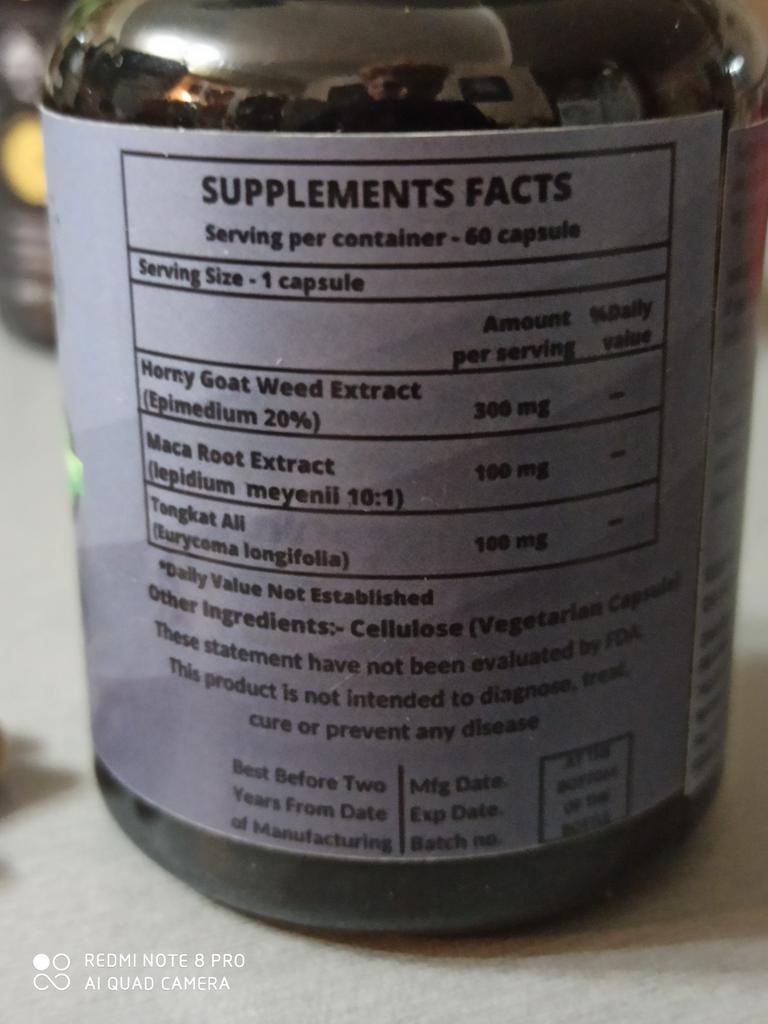 SUPPLEMENTS FACTS
Serving per container - 60 capsule
Serving Size - 1 capsule
Amount per serving
%Daily value
Horny Goat Weed Extract
(Epimedium 20%)
300 mg
–
Maca Root Extract
(lepidium meyenii 10:1)
100 mg
–
Tongkat Ali
(Eurycoma longifolia)
100 mg
–
*Daily Value Not Established
Other Ingredients:- Cellulose (Vegetarian Capsule)
These statement have not been evaluated by FDA.
This product is not intended to diagnose, treat,
cure or prevent any disease
Best Before Two
Years From Date
of Manufacturing
Mfg Date.
Exp Date.
Batch no.
AT THE
BOTTOM
OF THE
BOTTLE
REDMI NOTE 8 PRO
AI QUAD CAMERA